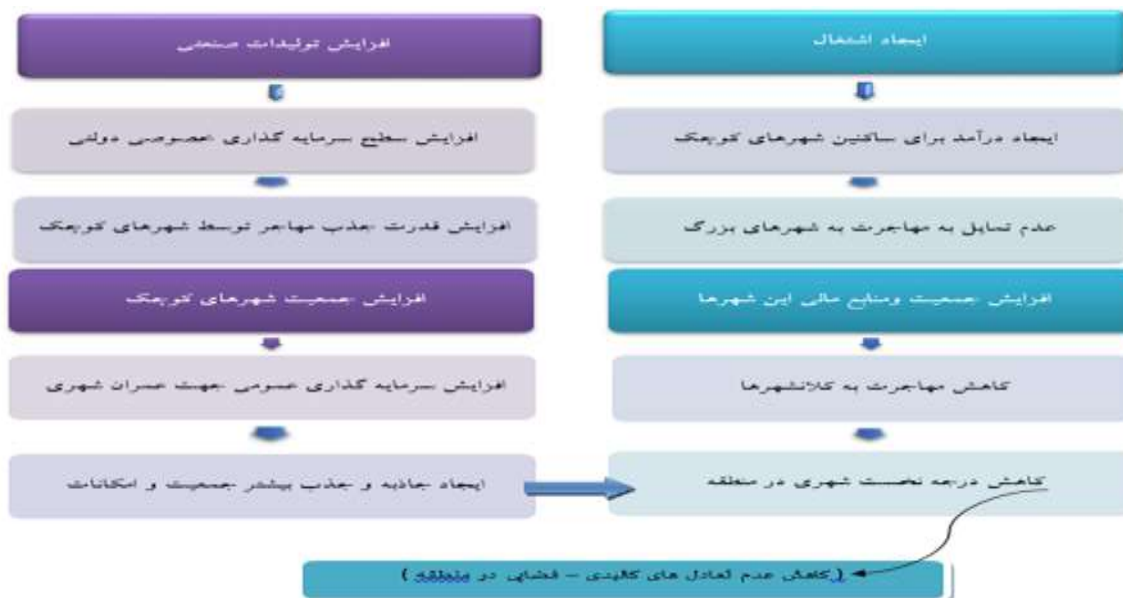 ایجاد اشتغال
ایجاد درآمد برای ساکنین شهرهای کوچک
عدم تمایل به مهاجرت به شهرهای بزرگ
افزایش جمعیت ومنابع مالی این شهرها
کاهش مهاجرت به کلانشهرها
کاهش درجه نخست شهری در منطقه
افزایش تولیدات صنعتی
افزایش سطح سرمایه گذاری خصوصی دولتی
افزایش قدرت جذب مهاجر توسط شهرهای کوچک
افزایش جمعیت شهرهای کوچک
افزایش سرمایه گذاری عمومی جهت عمران شهری
ایجاد جاذبه و جذب بیشتر جمعیت و امکانات
( کاهش عدم تعادل های کالبدی – فضایی در منطقه )